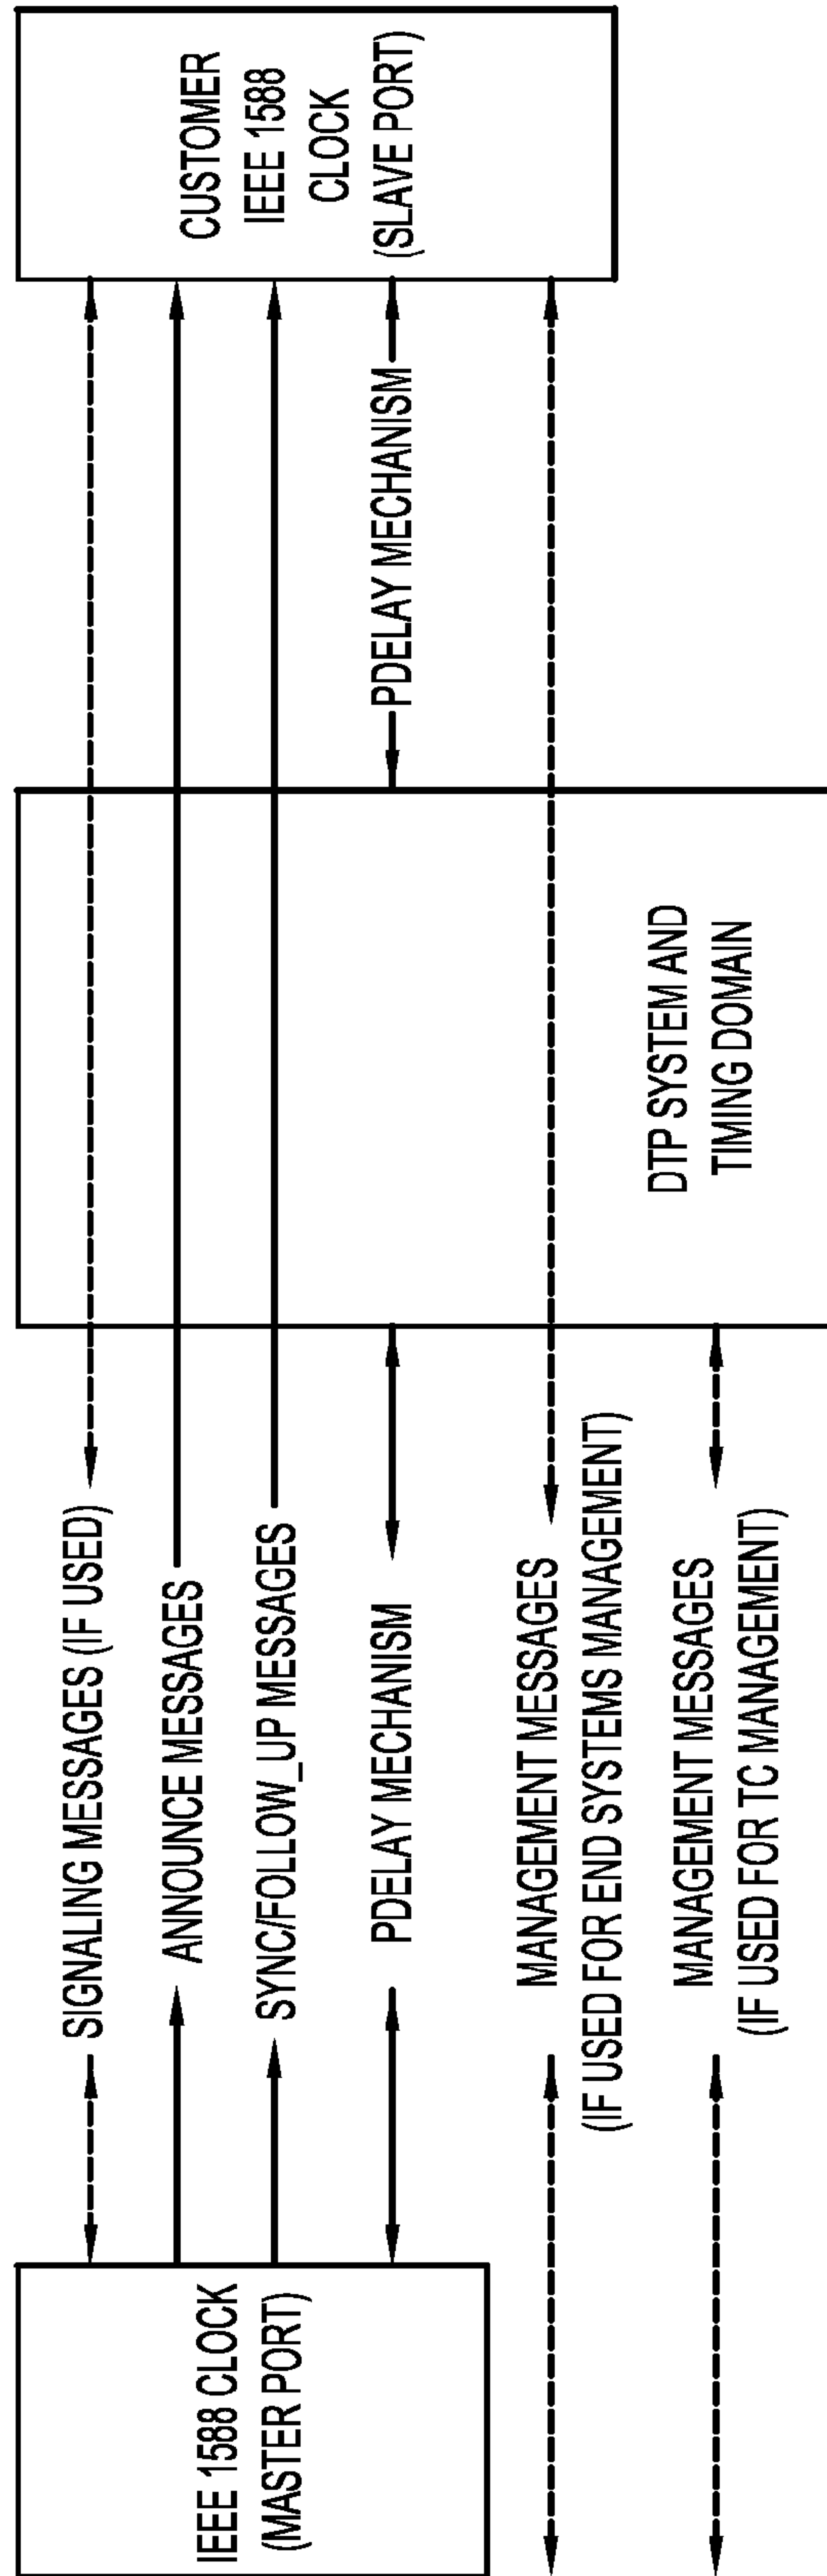 IEEE 1588 CLOCK
(MASTER PORT)
SIGNALING MESSAGES (IF USED)
ANNOUNCE MESSAGES
SYNC/FOLLOW_UP MESSAGES
PDELAY MECHANISM
MANAGEMENT MESSAGES
(IF USED FOR END SYSTEMS MANAGEMENT)
MANAGEMENT MESSAGES
(IF USED FOR TC MANAGEMENT)
DTP SYSTEM AND
TIMING DOMAIN
PDELAY MECHANISM
CUSTOMER
IEEE 1588
CLOCK
(SLAVE PORT)